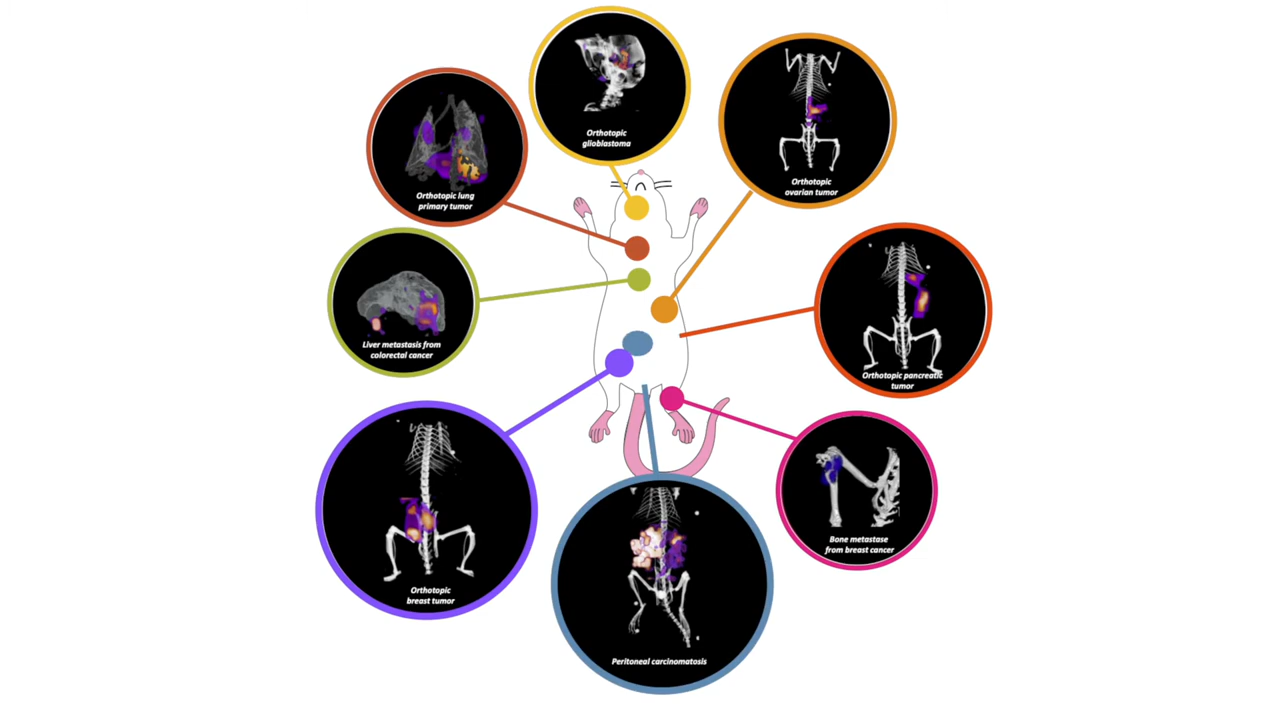 Orthotopic
glioblastoma
Orthotopic
ovarian tumor
Orthotopic lung
primary tumor
Liver metastasis from
colorectal cancer
Orthotopic pancreatic
tumor
Orthotopic
breast tumor
Bone metastase
from breast cancer
Peritoneal carcinomatosis